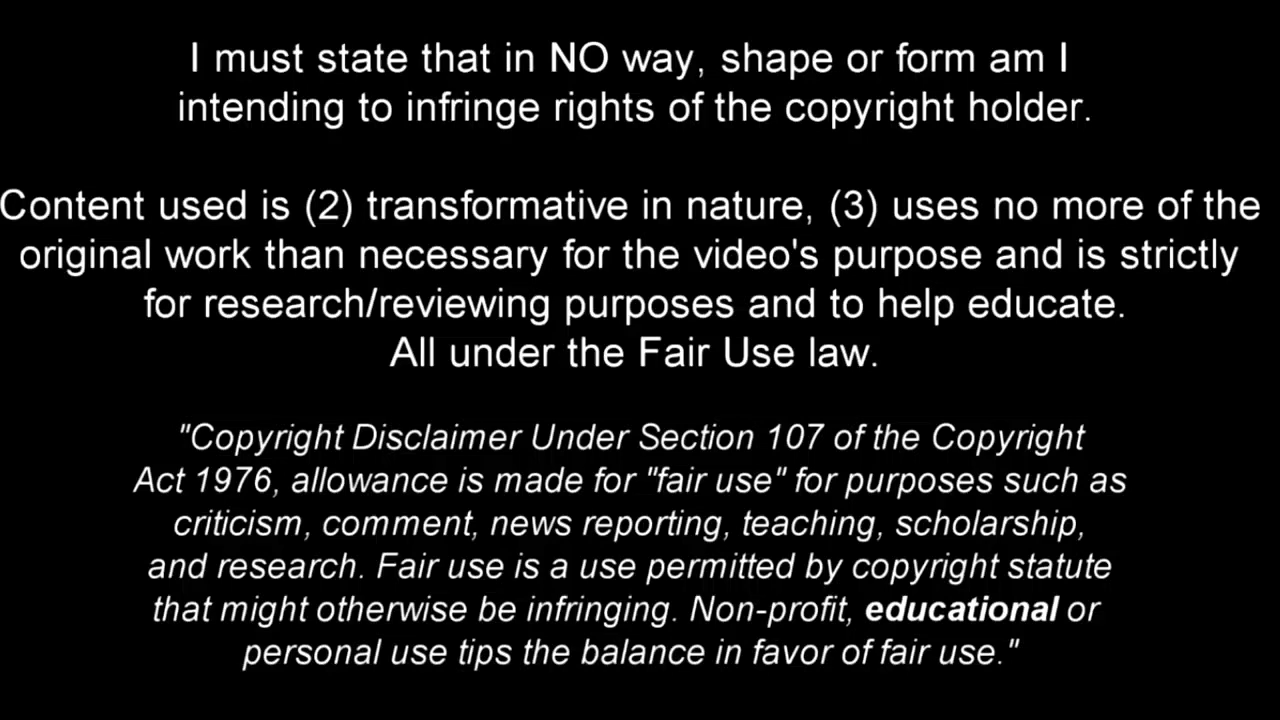 I must state that in NO way, shape or form am I
intending to infringe rights of the copyright holder.
Content used is (2) transformative in nature, (3) uses no more of the
original work than necessary for the video's purpose and is strictly
for research/reviewing purposes and to help educate.
All under the Fair Use law.
"Copyright Disclaimer Under Section 107 of the Copyright
Act 1976, allowance is made for "fair use" for purposes such as
criticism, comment, news reporting, teaching, scholarship,
and research. Fair use is a use permitted by copyright statute
that might otherwise be infringing. Non-profit, educational or
personal use tips the balance in favor of fair use."